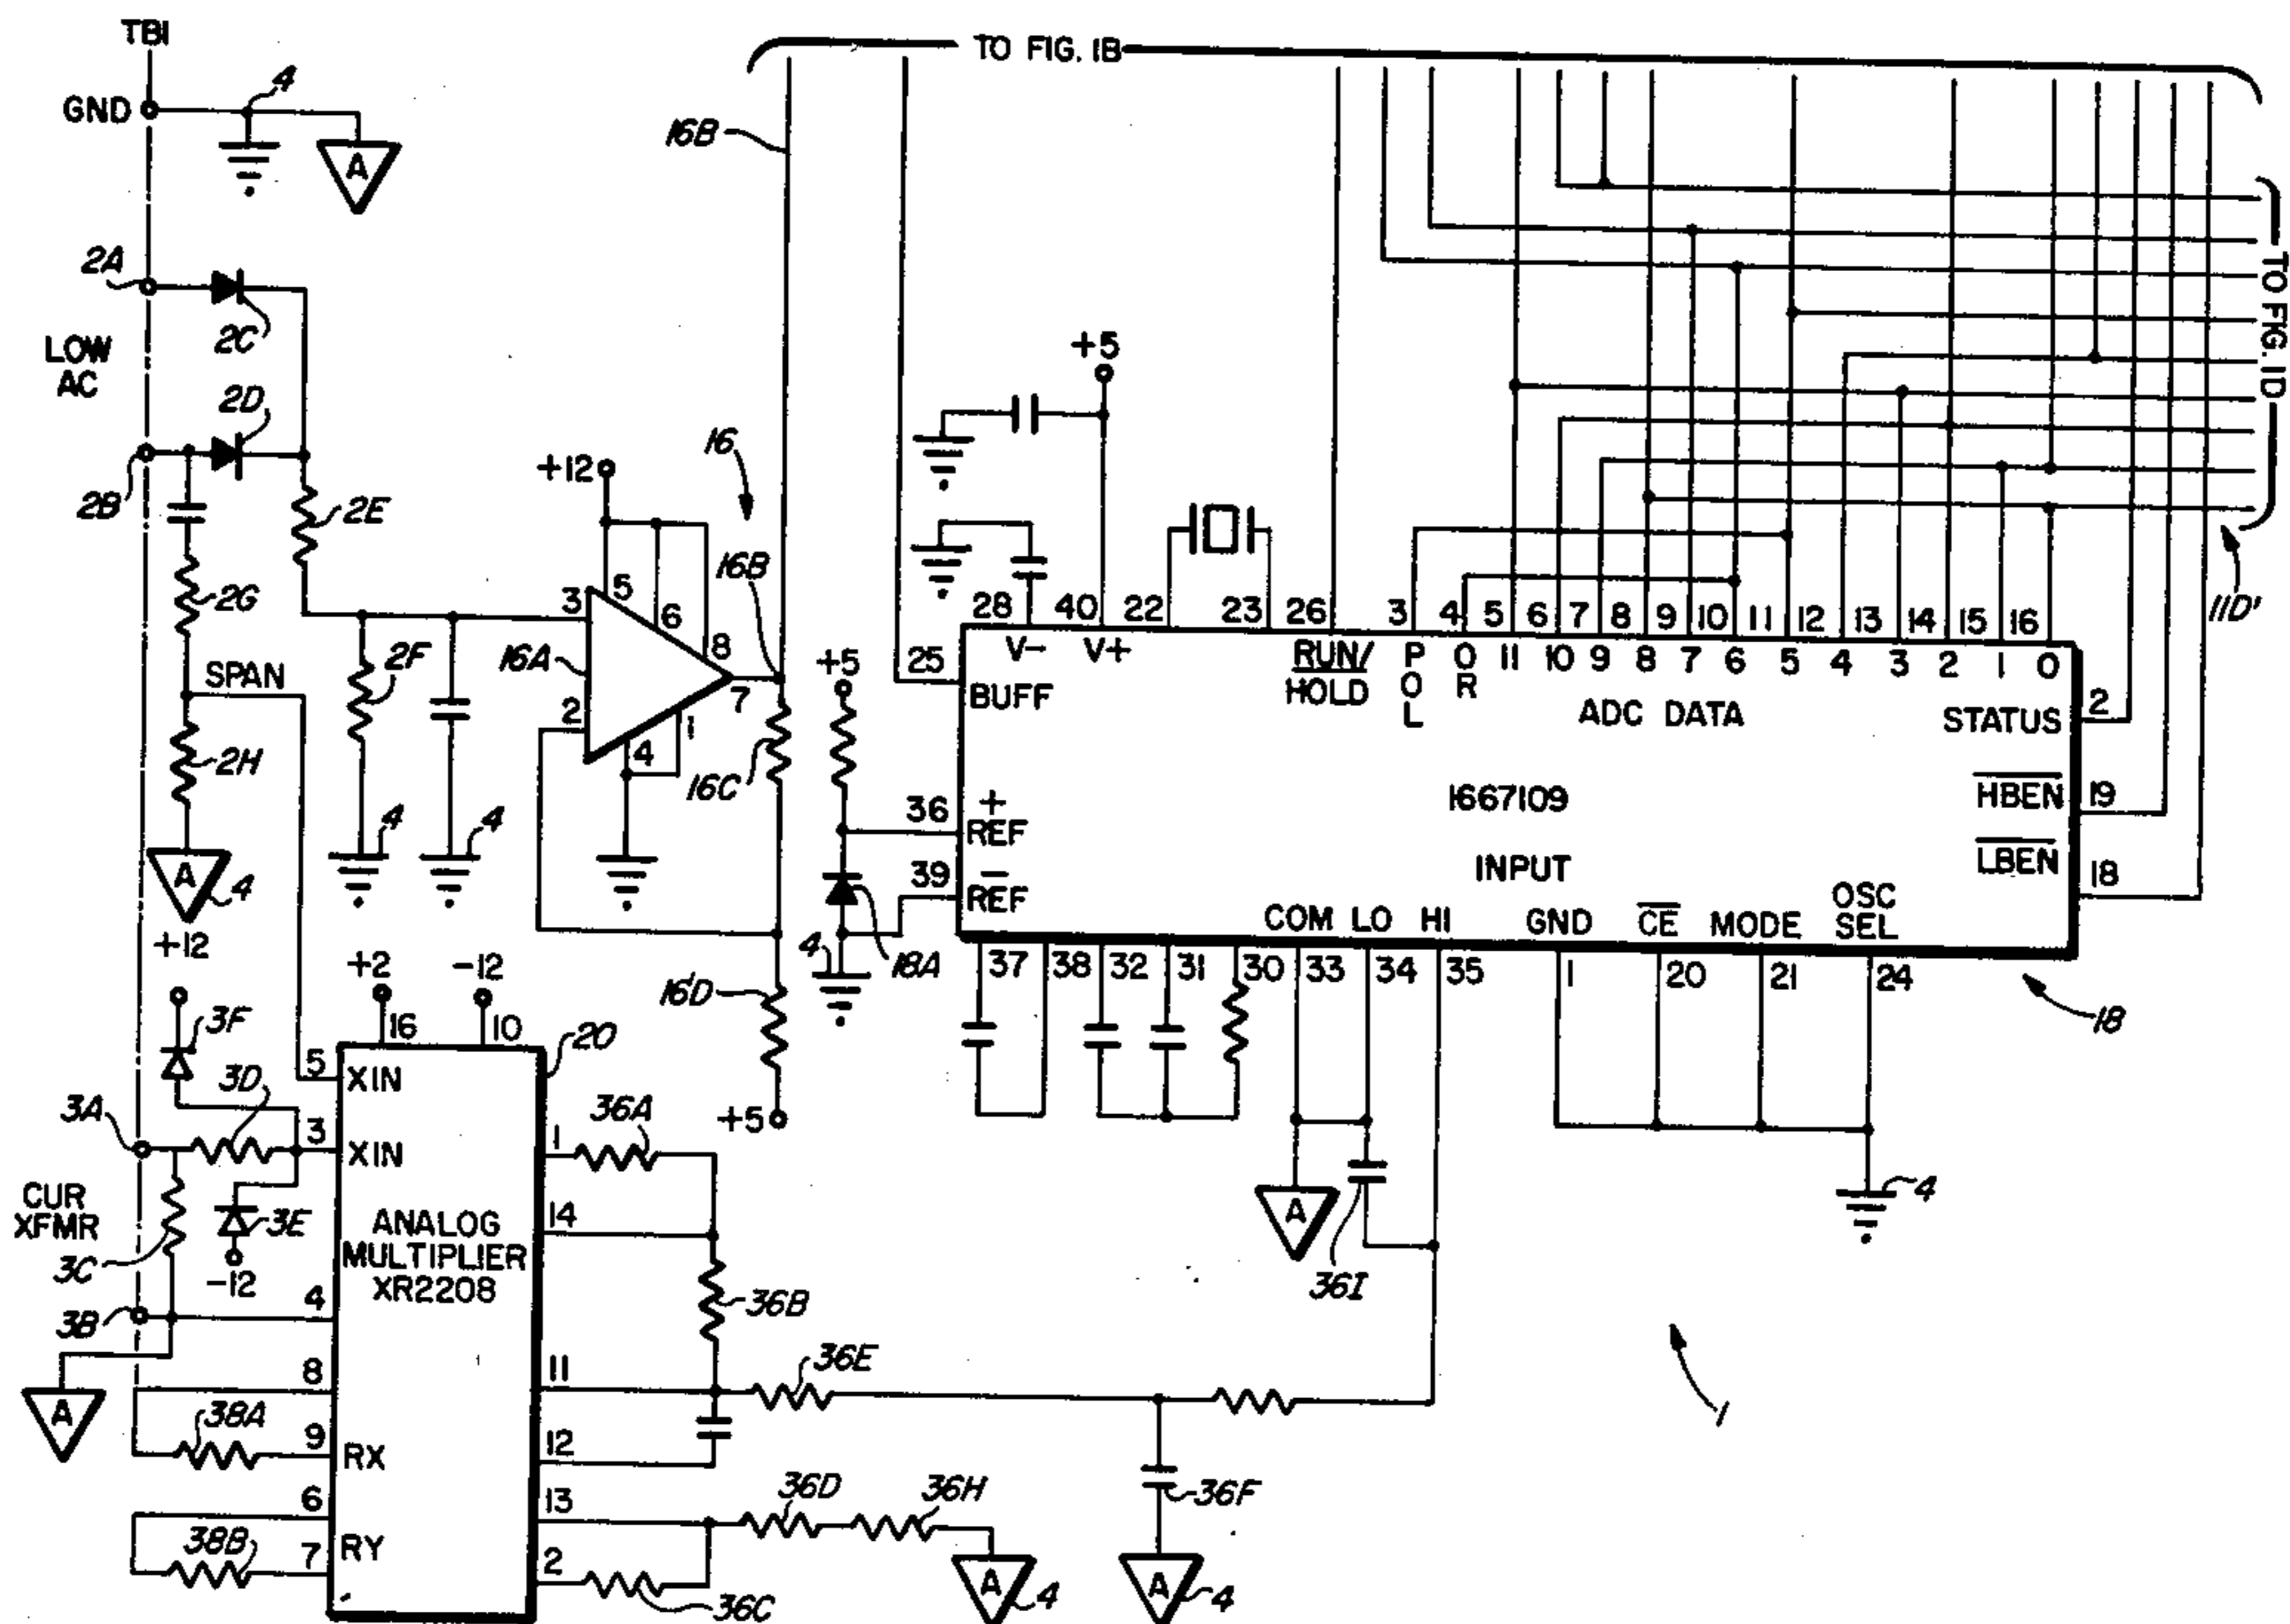 TB1
TO FIG. 1B
GND
4
A
16B
2A
2C
LOW
AC
2D
2B
2E
+12
16
16B
+5
TO FIG. 1D
11D'
2G
SPAN
2F
2H
4
4
A
4
3
5
6
8
16A
2
4
1
7
16C
16D
+5
28
40
22
23
26
3
4
5
6
7
8
9
10
11
12
13
14
15
16
V-
V+
RUN/
HOLD
POL
OR
11
10
9
8
7
6
5
4
3
2
1
0
25
BUFF
ADC DATA
STATUS
2
+5
1667109
HBEN
19
36
+
REF
INPUT
LBEN
18
39
-
REF
COM
LO
HI
GND
CE
MODE
OSC
SEL
4
18A
37
38
32
31
30
33
34
35
1
20
21
24
18
A
36I
4
1
+12
+2
-12
3F
16
10
20
5
XIN
3D
3A
3
XIN
36A
1
CUR
XFMR
3E
-12
3C
ANALOG
MULTIPLIER
XR2208
14
36B
3B
4
A
8
11
36E
38A
9
RX
12
36F
6
13
36D
36H
38B
7
RY
2
36C
A
4
A
4